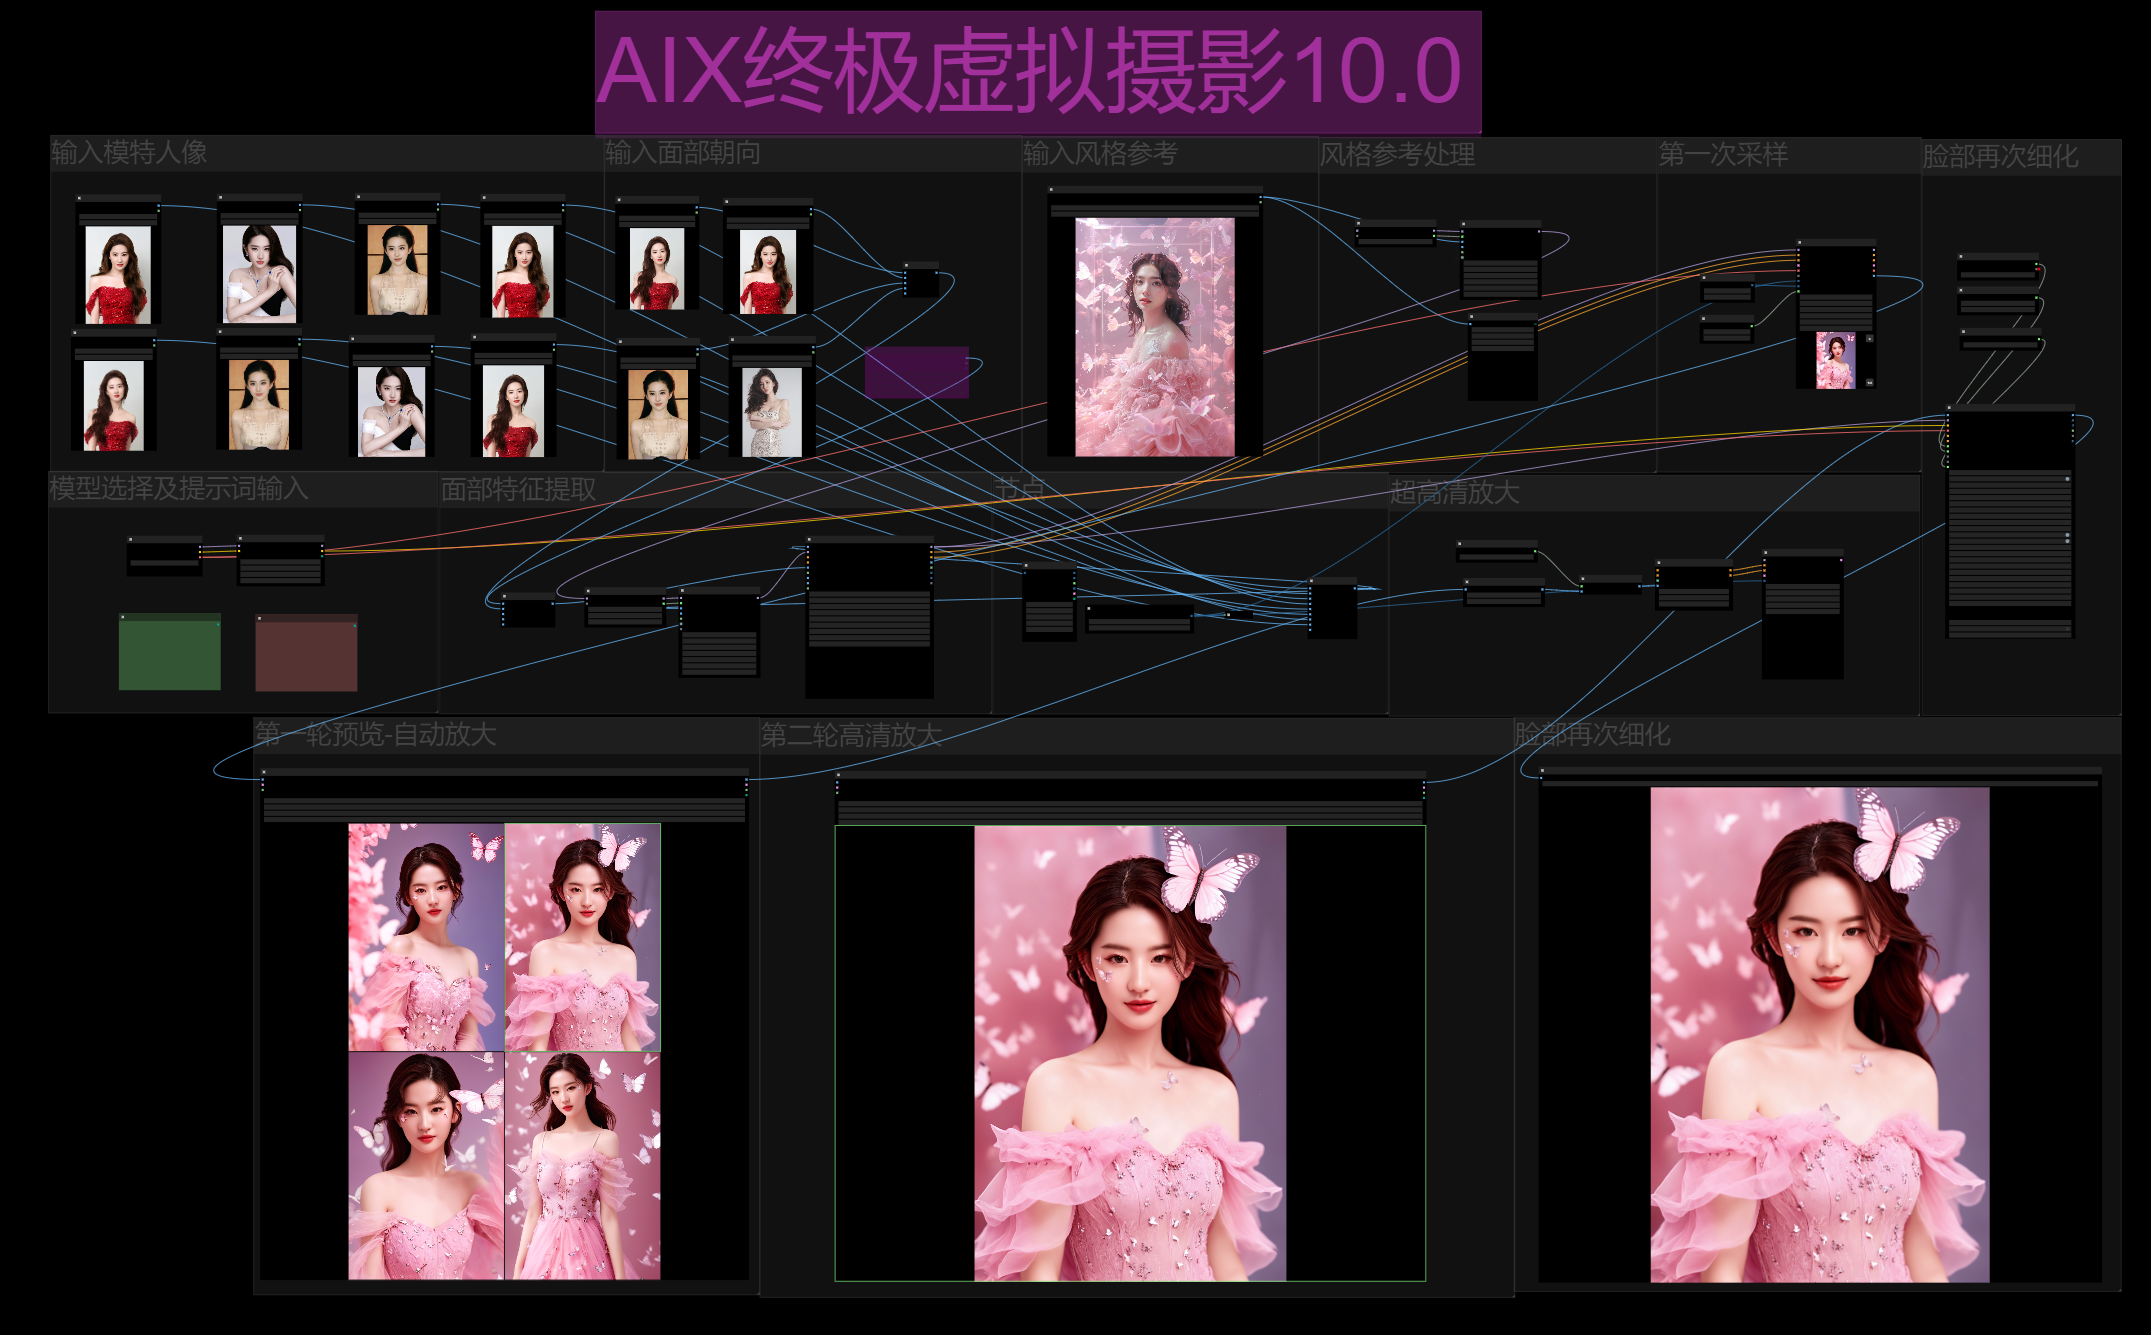 AIX终极虚拟摄影10.0
输入模特人像
输入面部朝向
输入风格参考
风格参考处理
第一次采样
脸部再次细化
模型选择及提示词输入
面部特征提取
节点
超高清放大
第一轮预览-自动放大
第二轮高清放大
脸部再次细化